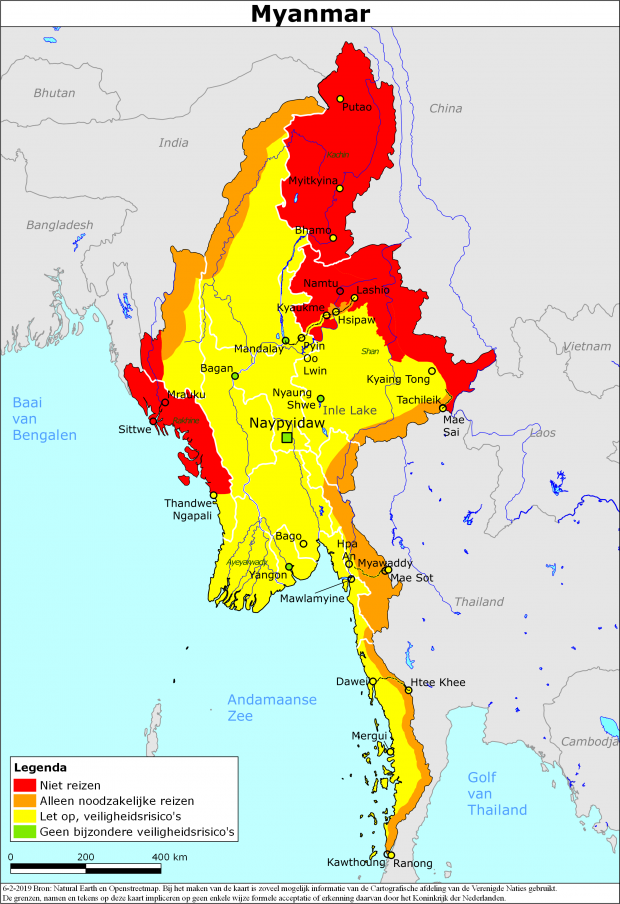 Myanmar
Bhutan
China
India
Bangladesh
Vietnam
Laos
Thailand
Cambodja
Putao
Kachin
Myitkyina
Bhamo
Namtu
Lashio
Kyaukme
Hsipaw
Mandalay
Pyin
Oo
Lwin
Shan
Bagan
Kyaing Tong
Nyaung
Shwe
Inle Lake
Tachileik
Mae
Sai
Mrauku
Rakhine
Sittwe
Naypyidaw
Baai
van
Bengalen
Thandwe
Ngapali
Bago
Hpa
An
Ayeyarwady
Yangon
Myawaddy
Mae Sot
Mawlamyine
Dawei
Htee Khee
Andamaanse
Zee
Mergui
Golf
van
Thailand
Kawthoung
Ranong
Legenda
Niet reizen
Alleen noodzakelijke reizen
Let op, veiligheidsrisico's
Geen bijzondere veiligheidsrisico's
0 200 400 km
6-2-2019 Bron: Natural Earth en Openstreetmap. Bij het maken van de kaart is zoveel mogelijk informatie van de Cartografische afdeling van de Verenigde Naties gebruikt.
De grenzen, namen en tekens op deze kaart impliceren op geen enkele wijze formele acceptatie of erkenning daarvan door het Koninkrijk der Nederlanden.